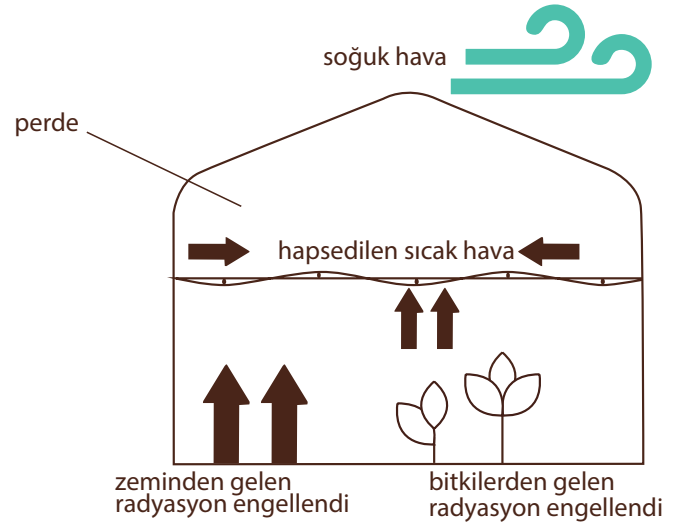 soğuk hava
perde
hapsedilen sıcak hava
zeminden gelen
radyasyon engellendi
bitkilerden gelen
radyasyon engellendi